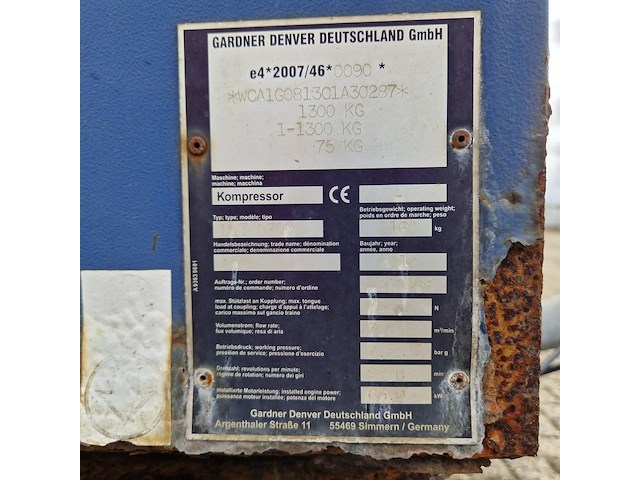 GARDNER DENVER DEUTSCHLAND GmbH
e4*2007/46*0090 *
*WCA1G081301A30287*
1300 KG
1-1300 KG
75 KG
Maschine; machine;
machine; macchina
Kompressor
CE
Betriebsgewicht; operating weight;
poids en ordre de marche; peso
kg
Typ; type; modèle; tipo
Handelsbezeichnung; trade name; dénomination
commerciale; denominazione commerciale
Baujahr; year;
année, anno
Auftrags-Nr.; order number;
numéro de commande; numero d'ordine
max. Stützlast an Kupplung; max. tongue
load at coupling; charge d'appui à l'attelage;
carico massimo sul gancio traino
N
Volumenstrom; flow rate;
flux volumique; resa di aria
m³/min
Betriebsdruck; working pressure;
pression de service; pressione d'esercizio
bar g
Drehzahl; revolutions per minute;
régime de rotation; numero dei giri
min
Installierte Motorleistung; installed engine power;
puissance moteur installée; potenza del motore
kW
Gardner Denver Deutschland GmbH
Argenthaler Straße 11 55469 Simmern / Germany